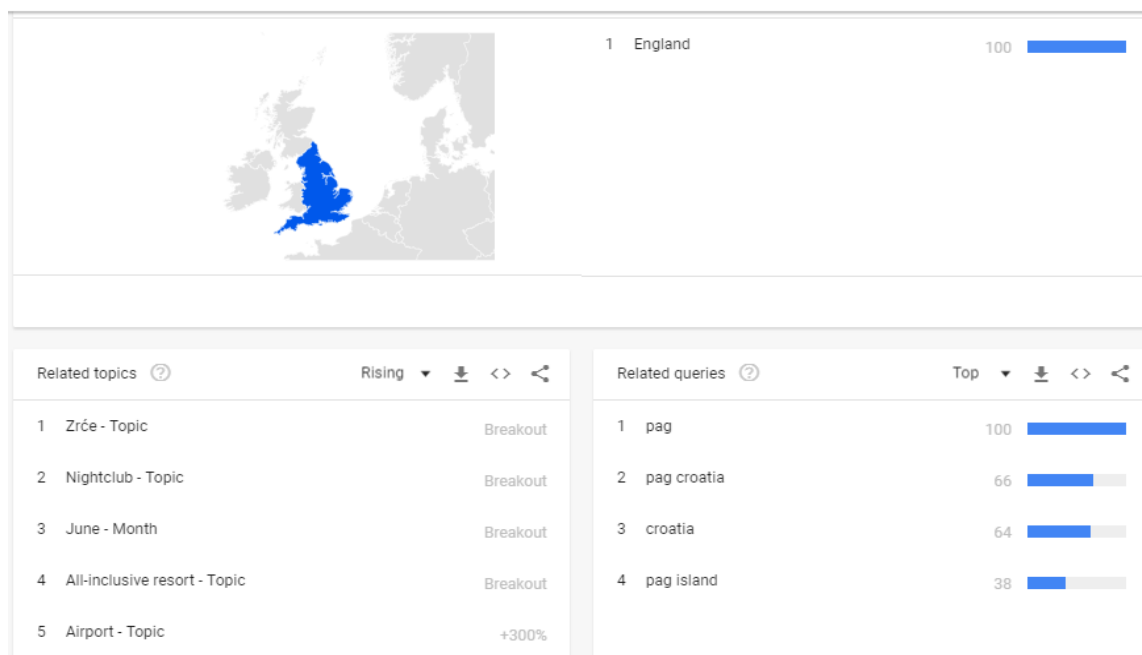 1 England 100
Related topics ? Rising
1 Zrće - Topic Breakout
2 Nightclub - Topic Breakout
3 June - Month Breakout
4 All-inclusive resort - Topic Breakout
5 Airport - Topic +300%
Related queries ? Top
1 pag 100
2 pag croatia 66
3 croatia 64
4 pag island 38